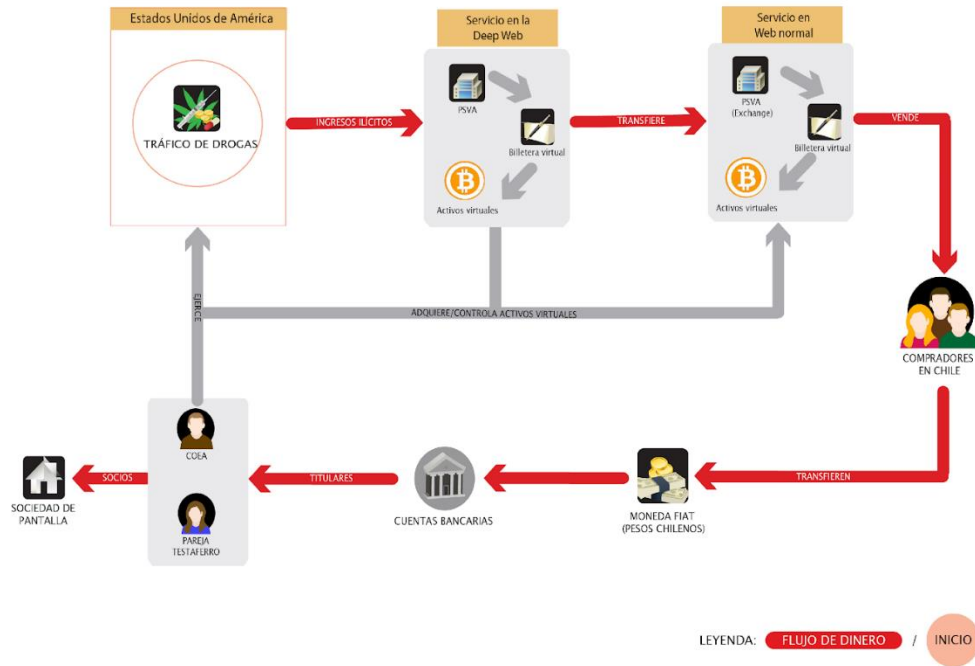 Estados Unidos de América
TRÁFICO DE DROGAS
INGRESOS ILÍCITOS
Servicio en la
Deep Web
PSVA
Billetera virtual
Activos virtuales
TRANSFIERE
Servicio en
Web normal
PSVA
(Exchange)
Billetera virtual
Activos virtuales
VENDE
EJERCE
ADQUIERE/CONTROLA ACTIVOS VIRTUALES
COMPRADORES
EN CHILE
TRANSFIEREN
MONEDA FIAT
(PESOS CHILENOS)
CUENTAS BANCARIAS
TITULARES
COEA
PAREJA
TESTAFERRO
SOCIOS
SOCIEDAD DE
PANTALLA
LEYENDA: FLUJO DE DINERO / INICIO